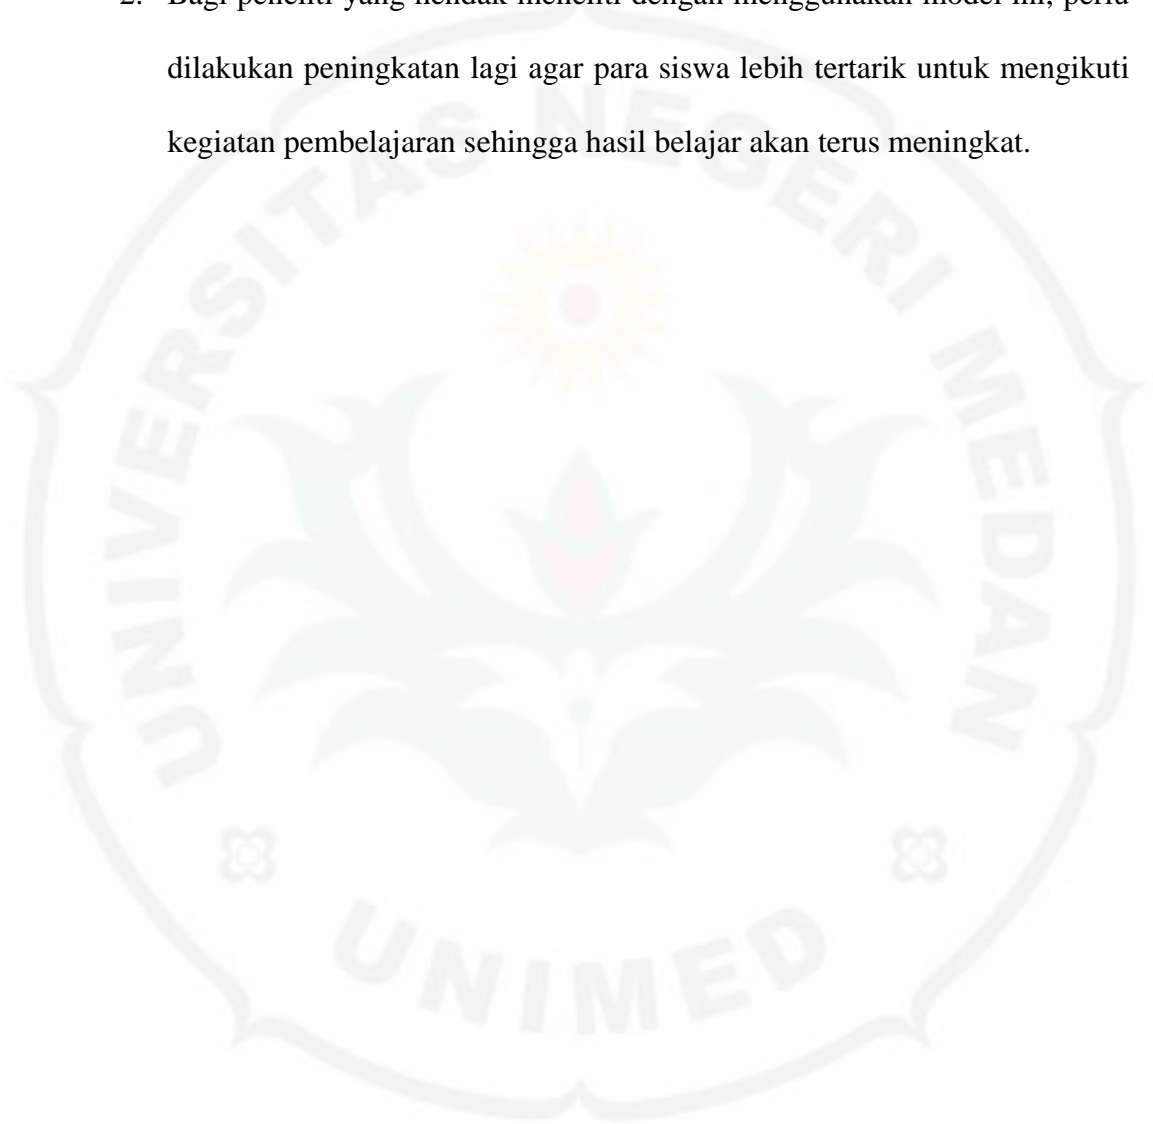 2. Bagi peneliti yang hendak meneliti dengan menggunakan model ini, perlu
dilakukan peningkatan lagi agar para siswa lebih tertarik untuk mengikuti
kegiatan pembelajaran sehingga hasil belajar akan terus meningkat.
UNIVERSITAS NEGERI MEDAN
UNIMED